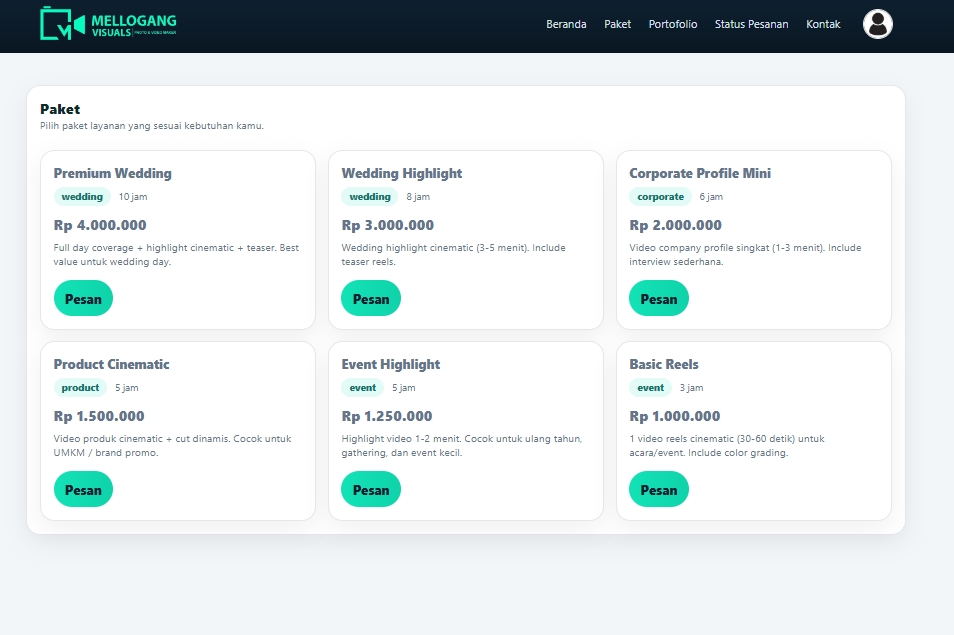 MELLOGANG
VISUALS PHOTO & VIDEO MAKER
Beranda Paket Portofolio Status Pesanan Kontak
Paket
Pilih paket layanan yang sesuai kebutuhan kamu.
Premium Wedding
wedding 10 jam
Rp 4.000.000
Full day coverage + highlight cinematic + teaser. Best
value untuk wedding day.
Pesan
Wedding Highlight
wedding 8 jam
Rp 3.000.000
Wedding highlight cinematic (3-5 menit). Include
teaser reels.
Pesan
Corporate Profile Mini
corporate 6 jam
Rp 2.000.000
Video company profile singkat (1-3 menit). Include
interview sederhana.
Pesan
Product Cinematic
product 5 jam
Rp 1.500.000
Video produk cinematic + cut dinamis. Cocok untuk
UMKM / brand promo.
Pesan
Event Highlight
event 5 jam
Rp 1.250.000
Highlight video 1-2 menit. Cocok untuk ulang tahun,
gathering, dan event kecil.
Pesan
Basic Reels
event 3 jam
Rp 1.000.000
1 video reels cinematic (30-60 detik) untuk
acara/event. Include color grading.
Pesan